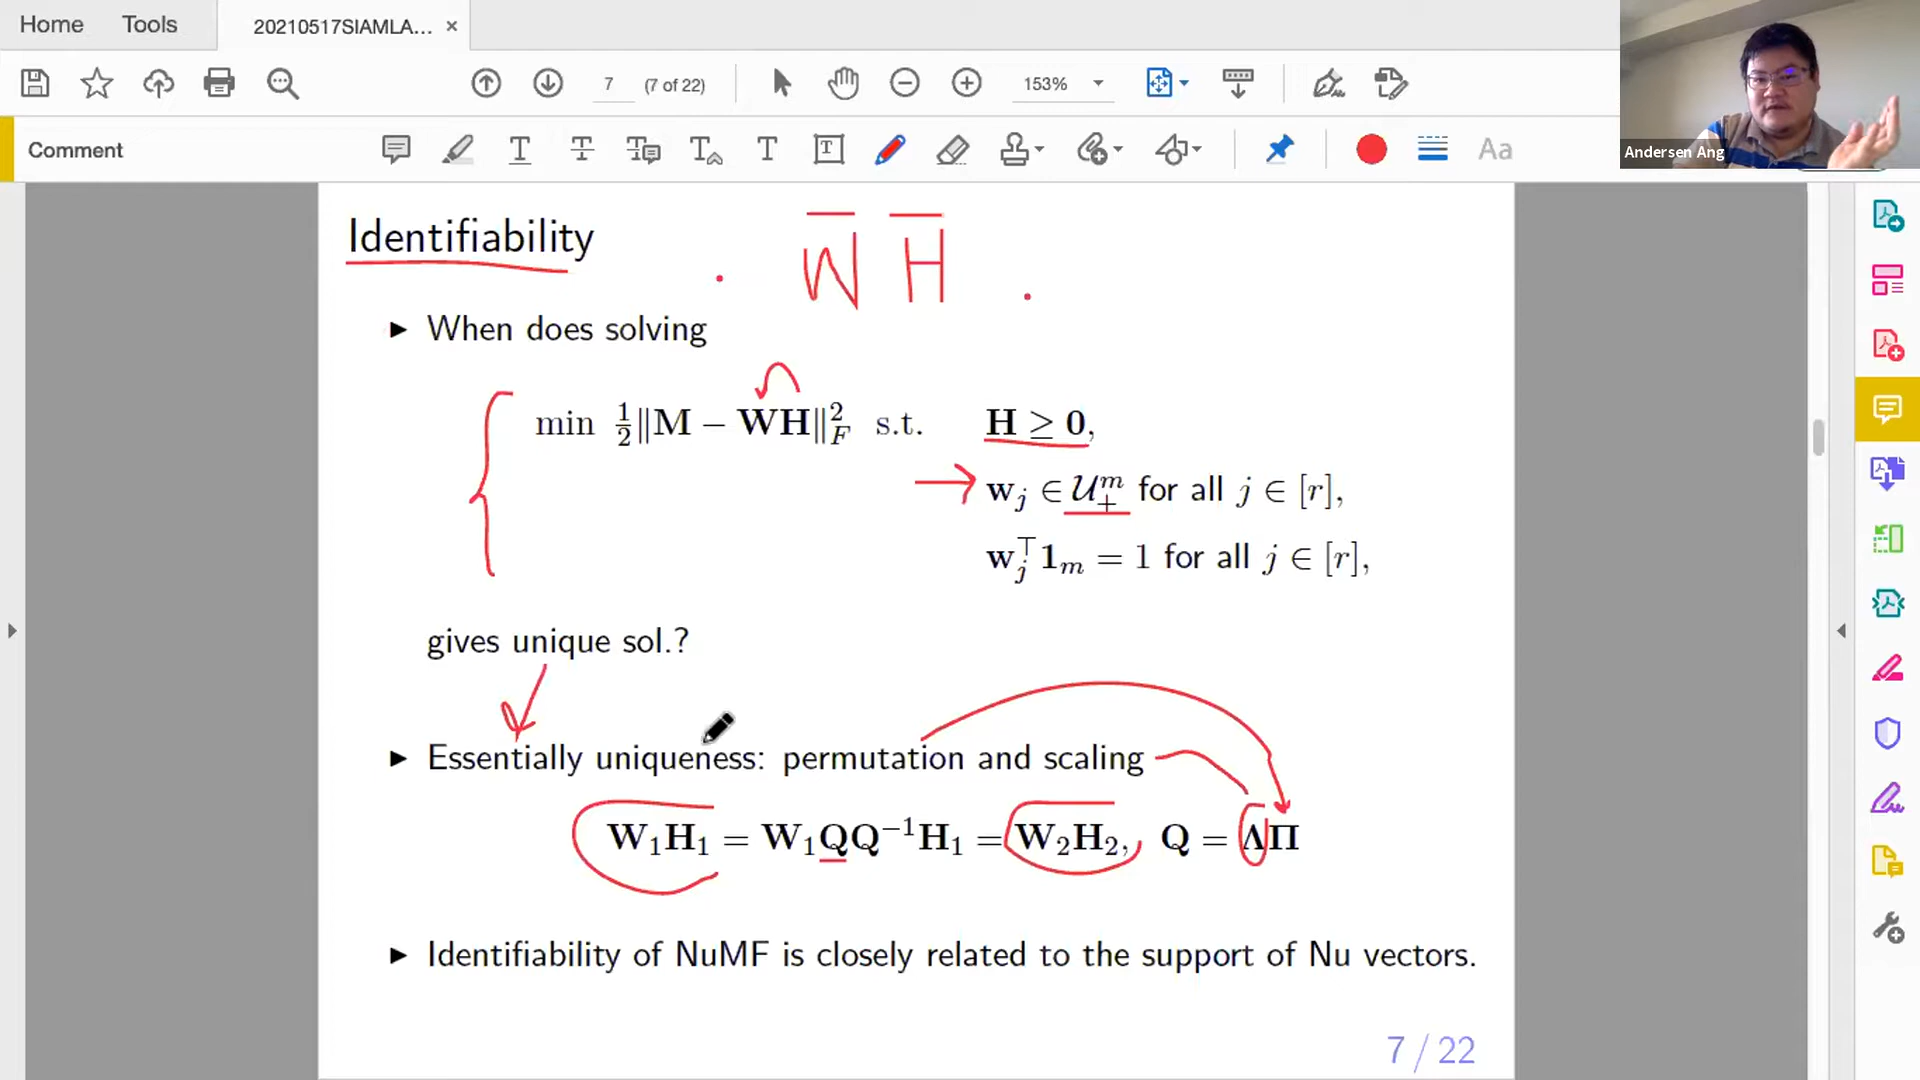 Home Tools 20210517SIAMLA... ×
7 (7 of 22) 153%
Comment
Aa
Andersen Ang
Identifiability
W̅ H̅
▶ When does solving
min ½‖M − WH‖²_F s.t. H ≥ 0,
w_j ∈ 𝒰₊ᵐ for all j ∈ [r],
w_j^⊤ 1_m = 1 for all j ∈ [r],
gives unique sol.?
▶ Essentially uniqueness: permutation and scaling
W₁H₁ = W₁QQ⁻¹H₁ = W₂H₂, Q = ΛΠ
▶ Identifiability of NuMF is closely related to the support of Nu vectors.
7 / 22